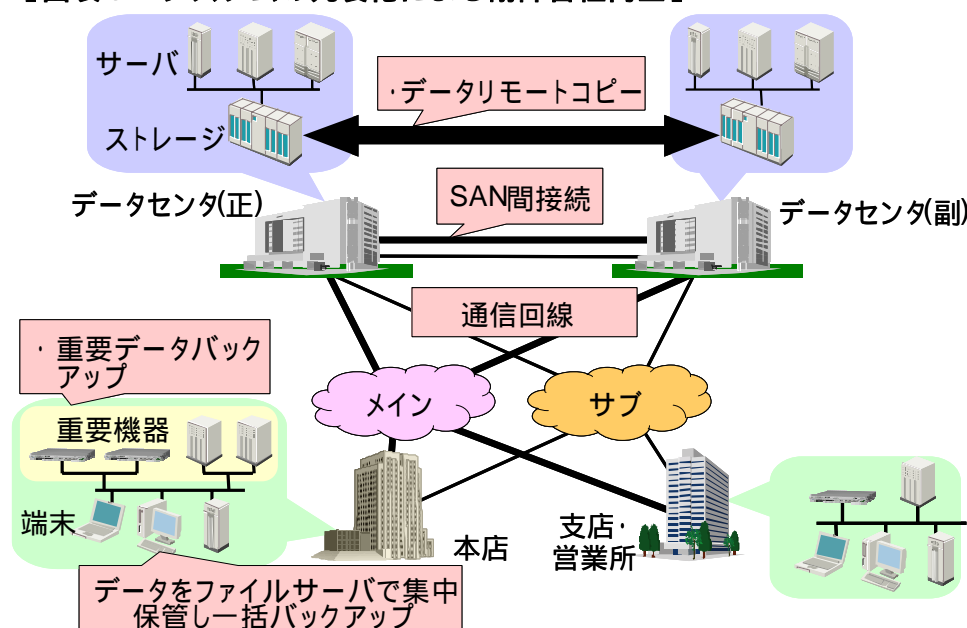 サーバ
ストレージ
・データリモートコピー
データセンタ(正)
SAN間接続
データセンタ(副)
通信回線
・重要データバック
アップ
メイン
サブ
重要機器
端末
本店
支店・
営業所
データをファイルサーバで集中
保管し一括バックアップ